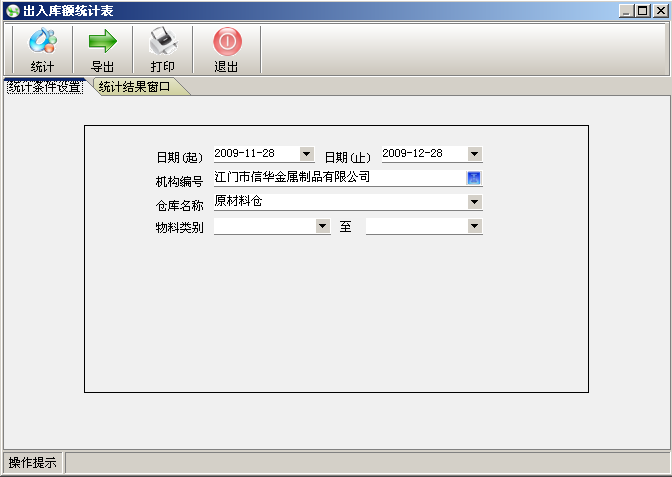 出入库额统计表
统计 导出 打印 退出
统计条件设置 统计结果窗口
日期(起) 2009-11-28 日期(止) 2009-12-28
机构编号 江门市信华金属制品有限公司
仓库名称 原材料仓
物料类别 至
操作提示